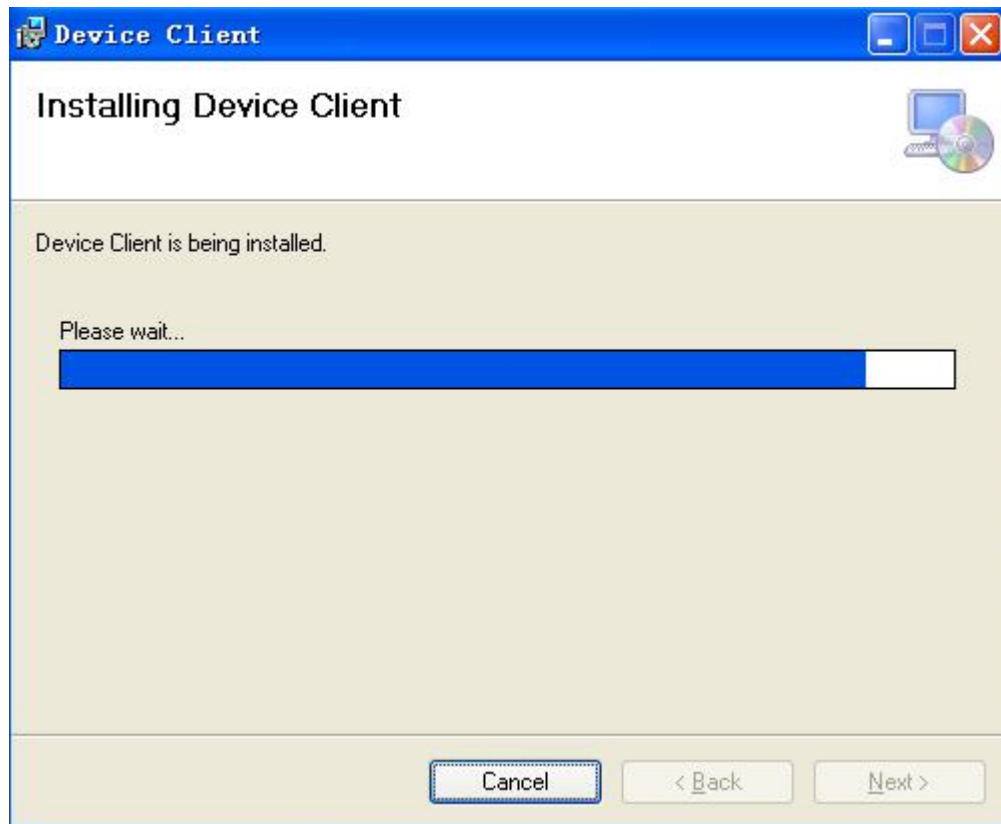 Device Client
Installing Device Client
Device Client is being installed.
Please wait...
Cancel
< Back
Next >